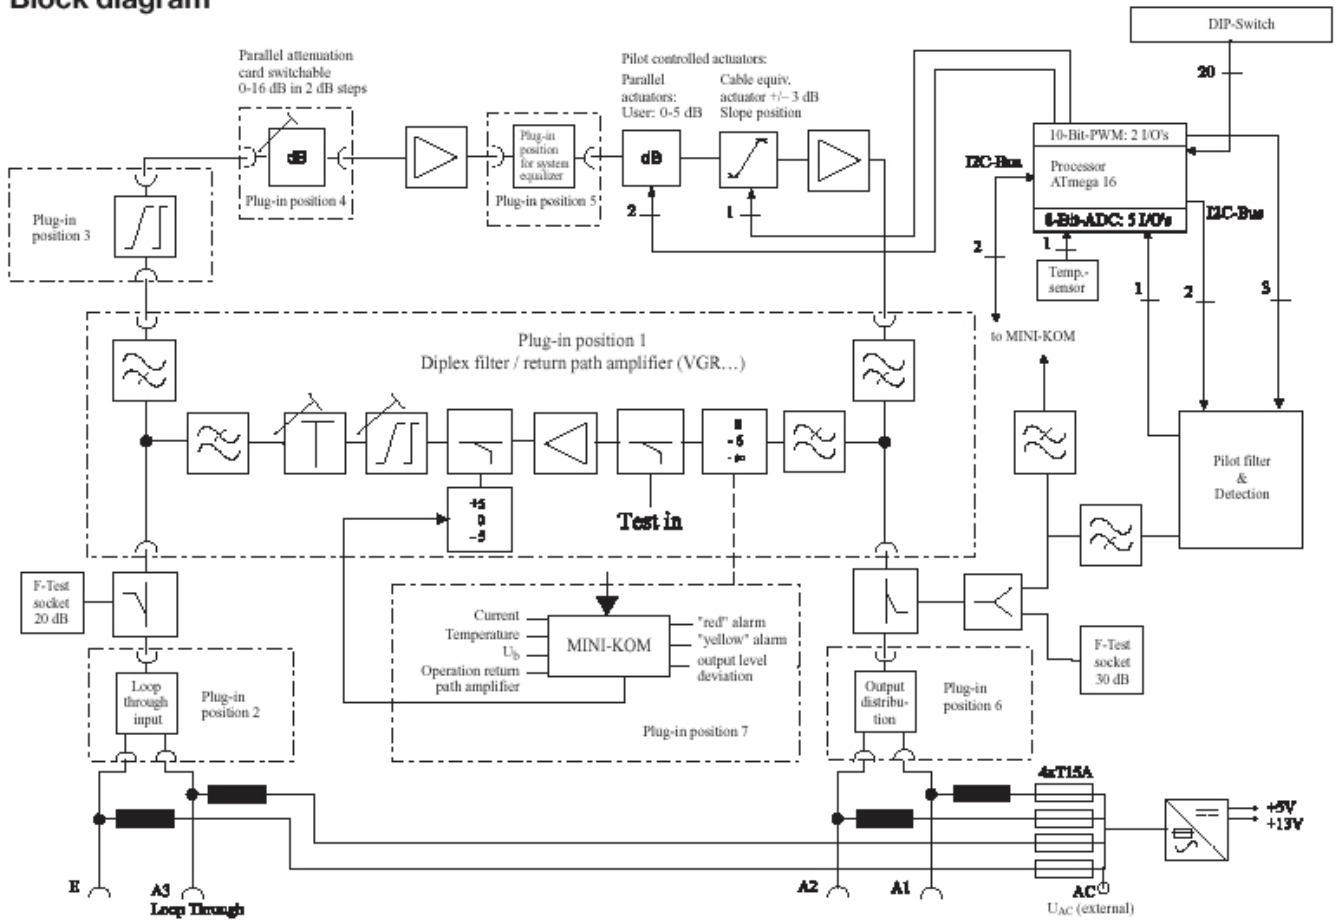 Block diagram
DIP-Switch
20
Parallel attenuation
card switchable
0-16 dB in 2 dB steps
dB
Plug-in position 4
Plug-in
position
for system
equalizer
Plug-in position 5
Pilot controlled actuators:
Parallel
actuators:
User: 0-5 dB
Cable equiv.
actuator +/– 3 dB
Slope position
dB
2
1
10-Bit-PWM: 2 I/O's
Processor
ATmega 16
8-Bit-ADC: 5 I/O's
I2C-Bus
I2C-Bus
2
1
Temp.-
sensor
1
2
3
to MINI-KOM
Plug-in
position 3
Plug-in position 1
Diplex filter / return path amplifier (VGR…)
0
- 6
- ∞
+5
0
-5
Test in
Pilot filter
&
Detection
F-Test
socket
20 dB
Current
Temperature
Ub
Operation return
path amplifier
MINI-KOM
"red" alarm
"yellow" alarm
output level
deviation
Plug-in position 7
F-Test
socket
30 dB
Loop
through
input
Plug-in
position 2
Output
distribu-
tion
Plug-in
position 6
4xT15A
+5V
+13V
E
A3
Loop Through
A2
A1
AC
UAC (external)